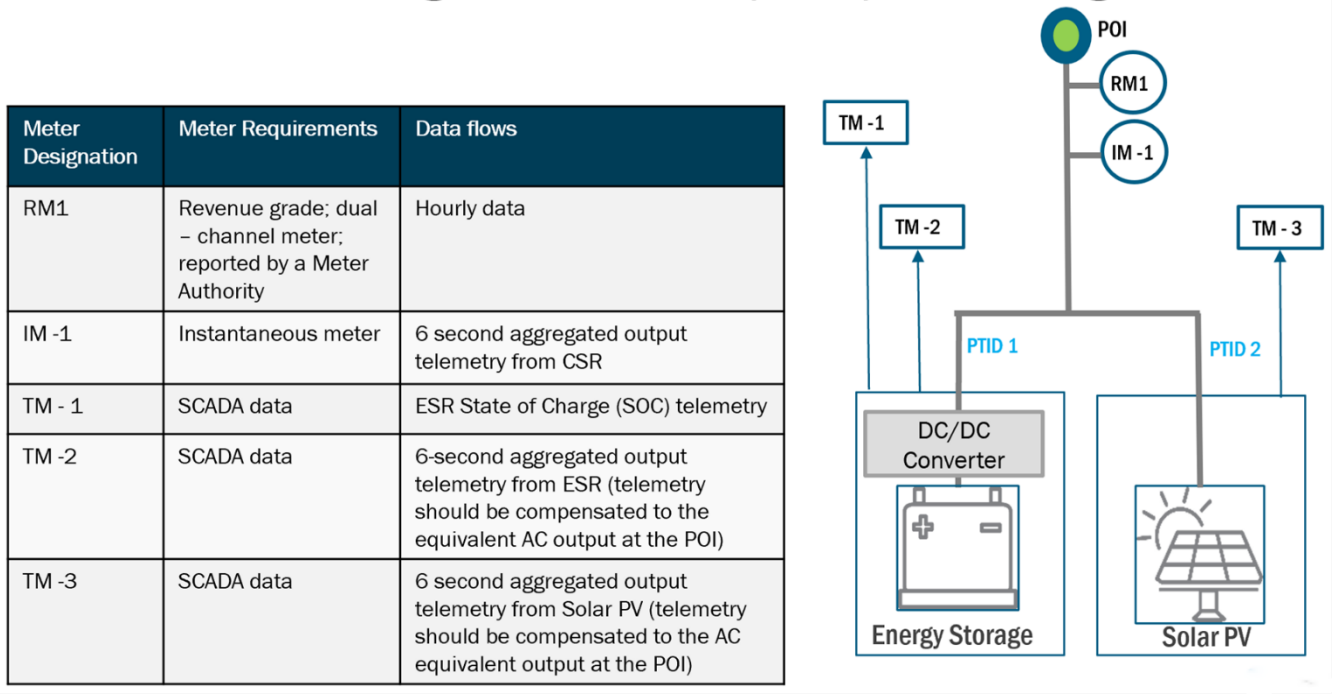 Meter
Designation
Meter Requirements
Data flows
RM1
Revenue grade; dual
– channel meter;
reported by a Meter
Authority
Hourly data
IM -1
Instantaneous meter
6 second aggregated output
telemetry from CSR
TM - 1
SCADA data
ESR State of Charge (SOC) telemetry
TM -2
SCADA data
6-second aggregated output
telemetry from ESR (telemetry
should be compensated to the
equivalent AC output at the POI)
TM -3
SCADA data
6 second aggregated output
telemetry from Solar PV (telemetry
should be compensated to the AC
equivalent output at the POI)
POI
RM1
IM -1
TM -1
TM -2
TM - 3
PTID 1
PTID 2
DC/DC
Converter
Energy Storage
Solar PV